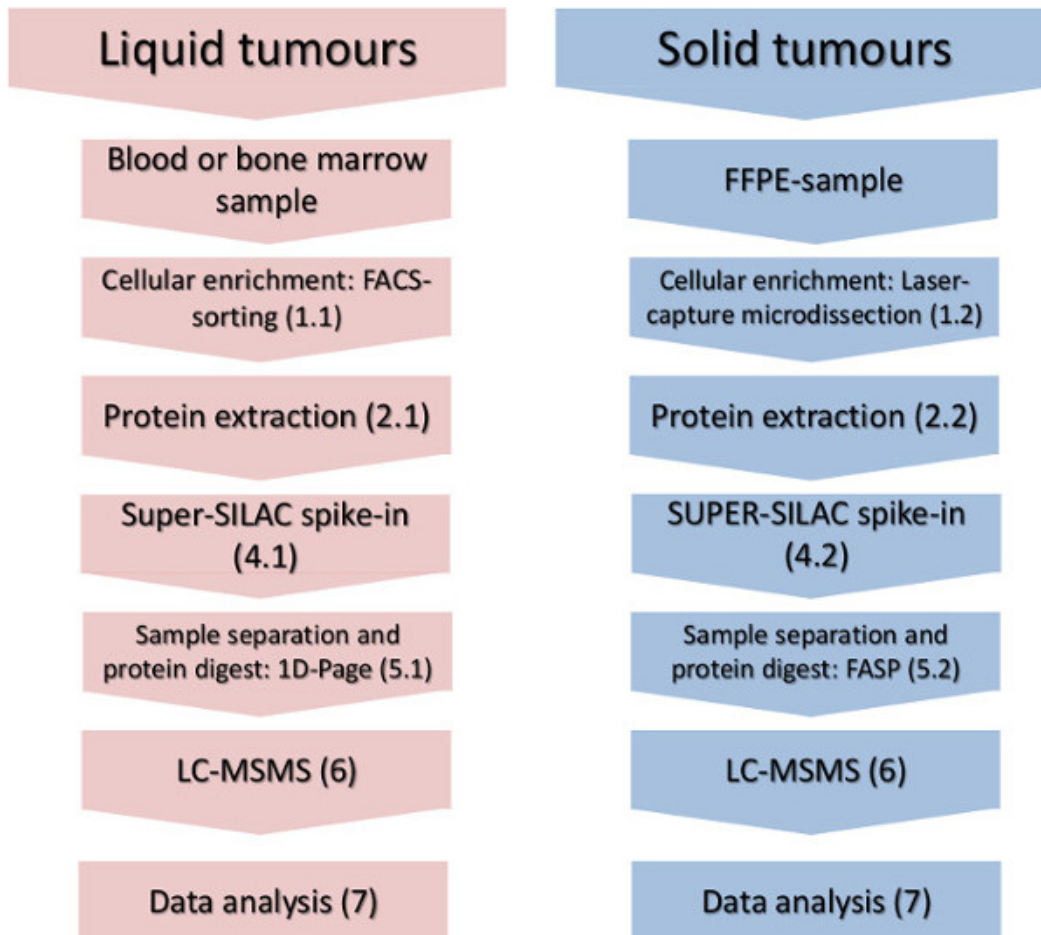 Liquid tumours
Blood or bone marrow
sample
Cellular enrichment: FACS-
sorting (1.1)
Protein extraction (2.1)
Super-SILAC spike-in
(4.1)
Sample separation and
protein digest: 1D-Page (5.1)
LC-MSMS (6)
Data analysis (7)
Solid tumours
FFPE-sample
Cellular enrichment: Laser-
capture microdissection (1.2)
Protein extraction (2.2)
SUPER-SILAC spike-in
(4.2)
Sample separation and
protein digest: FASP (5.2)
LC-MSMS (6)
Data analysis (7)